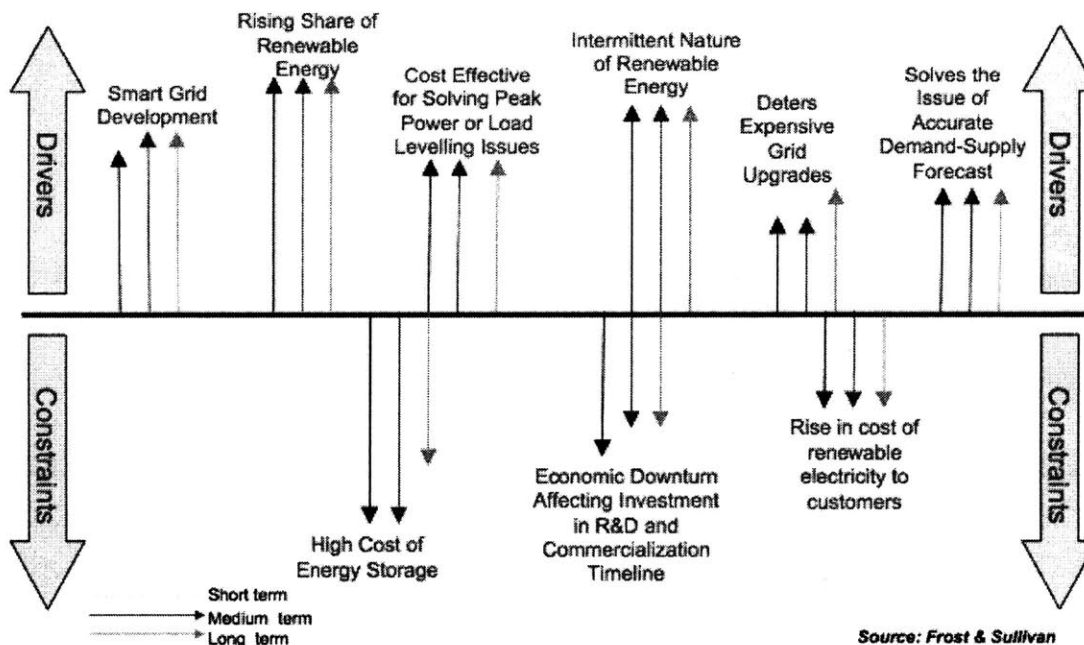 Drivers
Smart Grid
Development
Rising Share of
Renewable
Energy
Cost Effective
for Solving Peak
Power or Load
Levelling Issues
Intermittent Nature
of Renewable
Energy
Deters
Expensive
Grid
Upgrades
Solves the
Issue of
Accurate
Demand-Supply
Forecast
Drivers
Constraints
High Cost of
Energy Storage
Economic Downturn
Affecting Investment
in R&D and
Commercialization
Timeline
Rise in cost of
renewable
electricity to
customers
Constraints
Short term
Medium term
Long term
Source: Frost & Sullivan